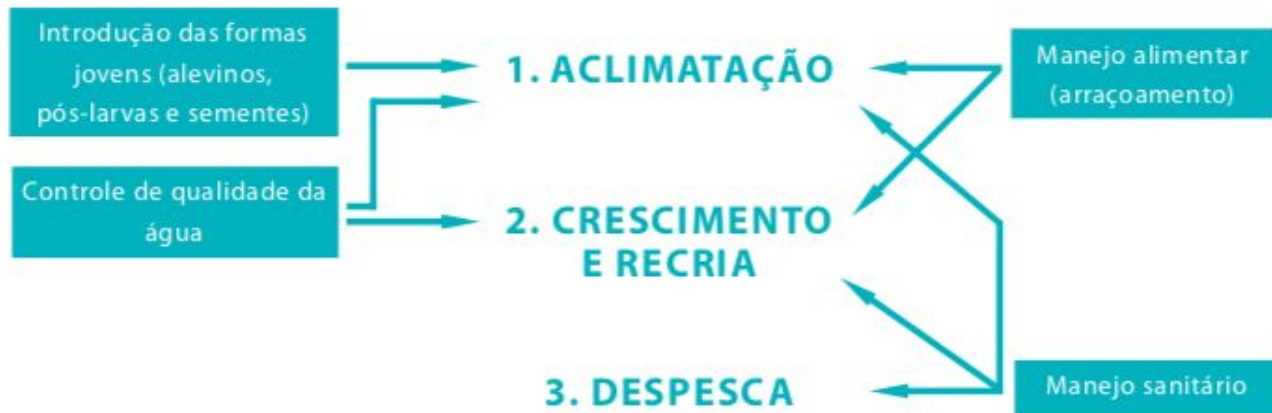 Introdução das formas
jovens (alevinos,
pós-larvas e sementes)
Controle de qualidade da
água
1. ACLIMATAÇÃO
2. CRESCIMENTO
E RECRIA
3. DESPESCA
Manejo alimentar
(arraçoamento)
Manejo sanitário